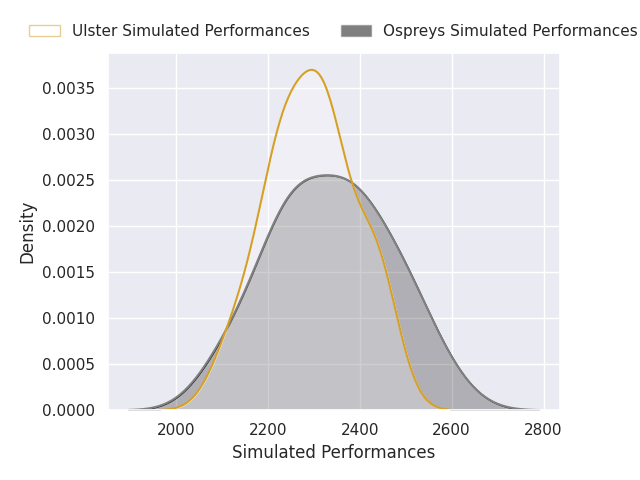 Ulster Simulated Performances Ospreys Simulated Performances
0.0035
0.0030
0.0025
0.0020
0.0015
0.0010
0.0005
0.0000
Density
2000 2200 2400 2600 2800
Simulated Performances